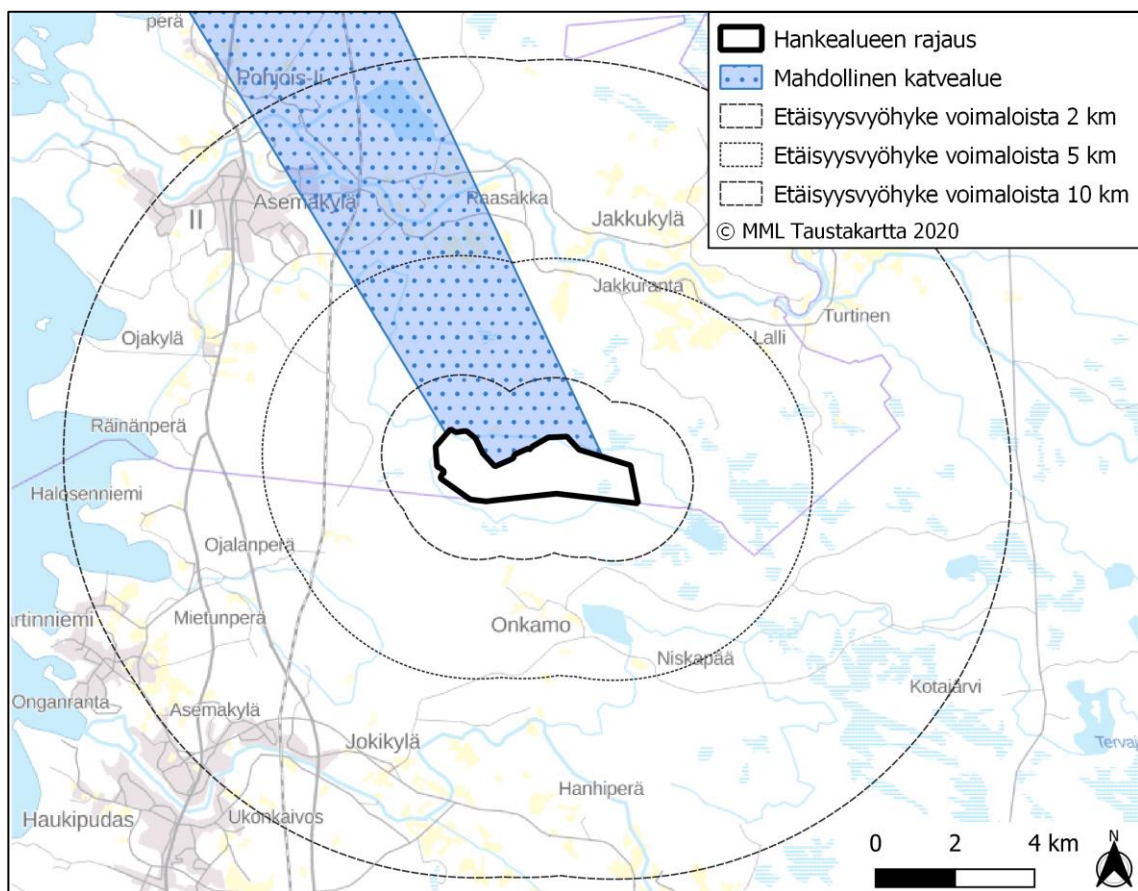 Hankealueen rajaus
Mahdollinen katvealue
Etäisyysvyöhyke voimaloista 2 km
Etäisyysvyöhyke voimaloista 5 km
Etäisyysvyöhyke voimaloista 10 km
© MML Taustakartta 2020
perä
Pohjois-Ii
Asemakylä
II
Raasakka
Jakkukylä
Jakkuranta
Turtinen
Lalli
Ojakylä
Räinänperä
Halosenniemi
Ojalanperä
artinniemi
Mietunperä
Onkamo
Niskapää
Kotajärvi
Onganranta
Asemakylä
Jokikylä
Tervaj
Hanhiperä
Haukipudas
Ukonkaivos
0 2 4 km
N